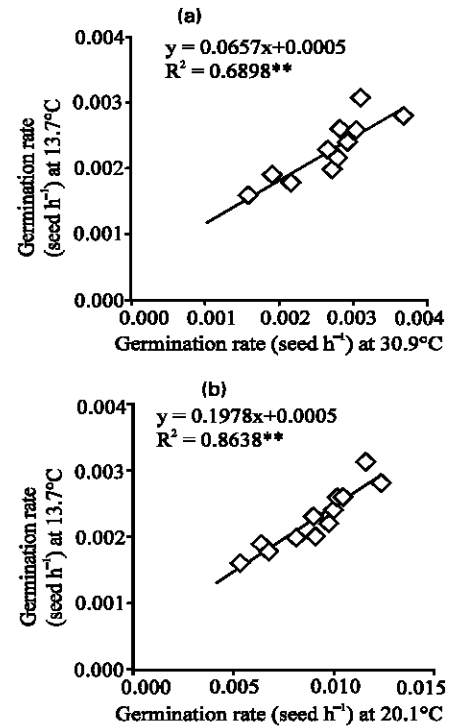 (a)
y = 0.0657x+0.0005
R² = 0.6898**
0.004
0.003
0.002
0.001
0.000
Germination rate
(seed h⁻¹) at 13.7°C
0.000 0.001 0.002 0.003 0.004
Germination rate (seed h⁻¹) at 30.9°C
(b)
y = 0.1978x+0.0005
R² = 0.8638**
0.004
0.003
0.002
0.001
0.000
Germination rate
(seed h⁻¹) at 13.7°C
0.000 0.005 0.010 0.015
Germination rate (seed h⁻¹) at 20.1°C